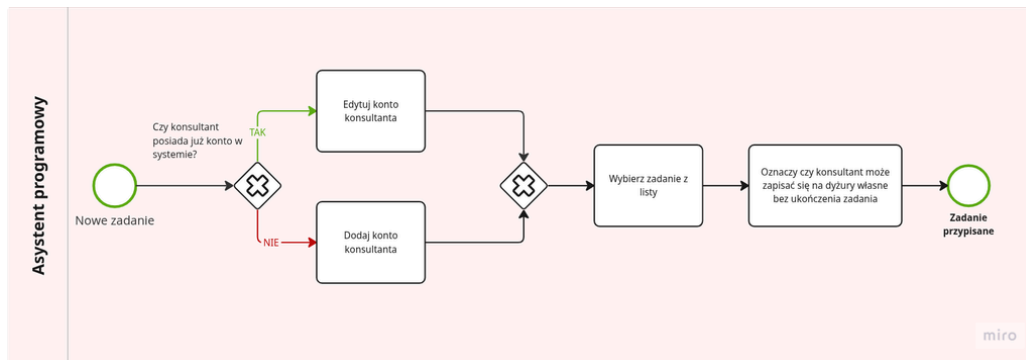 Asystent programowy
Nowe zadanie
Czy konsultant
posiada już konto w
systemie?
TAK
NIE
Edytuj konto
konsultanta
Dodaj konto
konsultanta
Wybierz zadanie z
listy
Oznaczy czy konsultant może
zapisać się na dyżury własne
bez ukończenia zadania
Zadanie
przypisane
miro